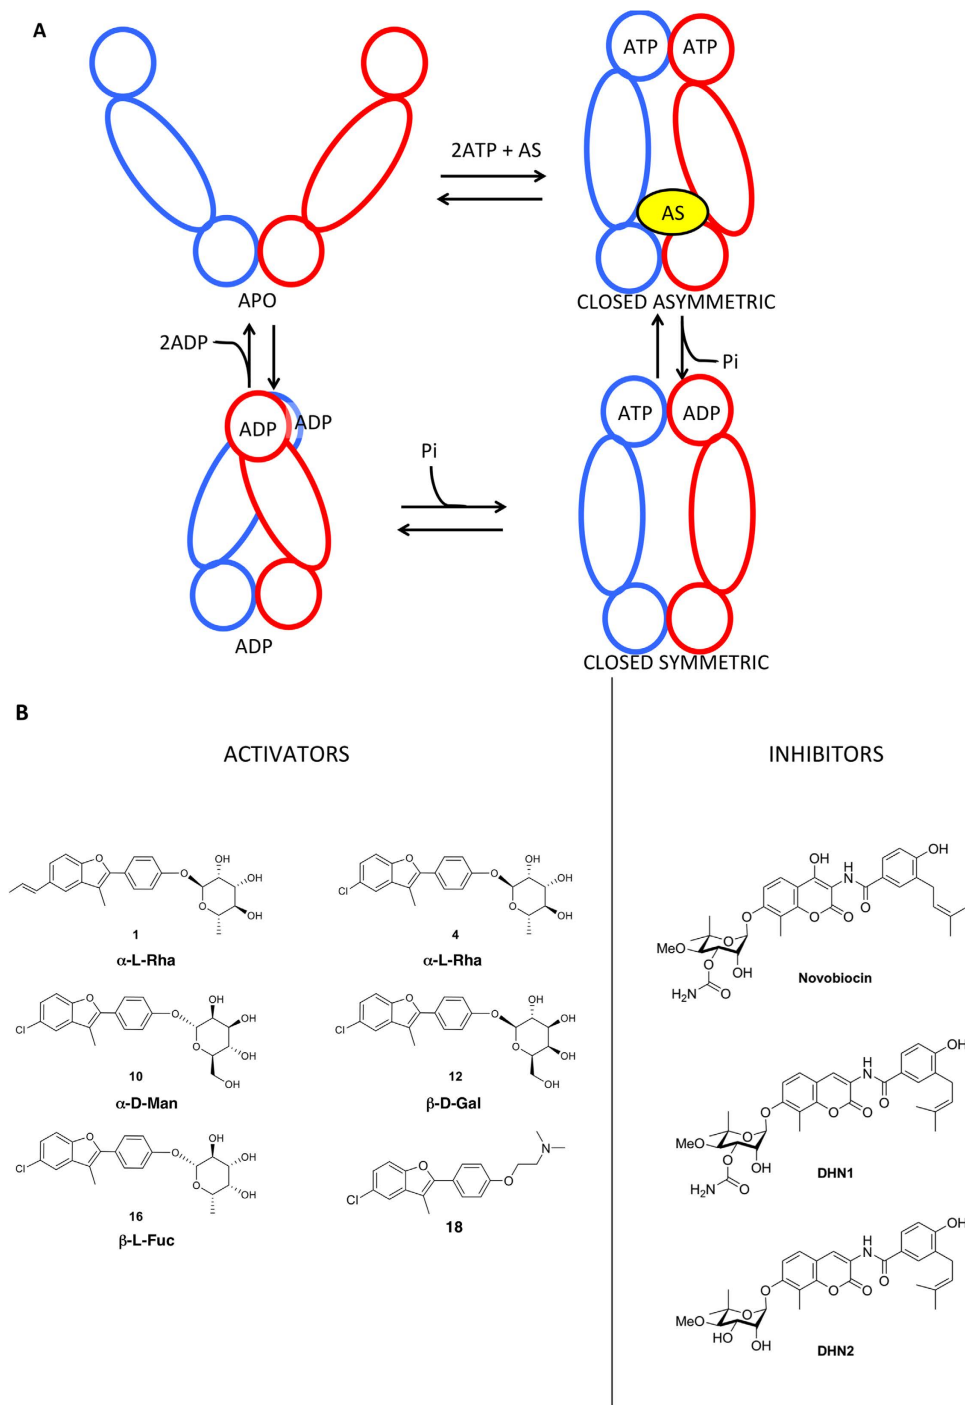 A
ATP ATP
2ATP + AS
AS
APO
CLOSED ASYMMETRIC
2ADP
Pi
ADP
ADP
ATP
ADP
Pi
ADP
CLOSED SYMMETRIC
B
ACTIVATORS
INHIBITORS
O
O
OH
OH
O
OH
1
α-L-Rha
Cl
O
O
OH
OH
O
OH
4
α-L-Rha
OH
H
N
O
OH
O
O
O
O
MeO
O
OH
H₂N
O
Novobiocin
Cl
O
O
OH
OH
O
OH
OH
10
α-D-Man
Cl
O
O
OH
OH
O
OH
OH
12
β-D-Gal
H
N
O
OH
O
O
O
O
MeO
O
OH
H₂N
O
DHN1
Cl
O
O
OH
OH
O
OH
16
β-L-Fuc
Cl
O
O
N
18
H
N
O
OH
O
O
O
O
MeO
HO
OH
DHN2